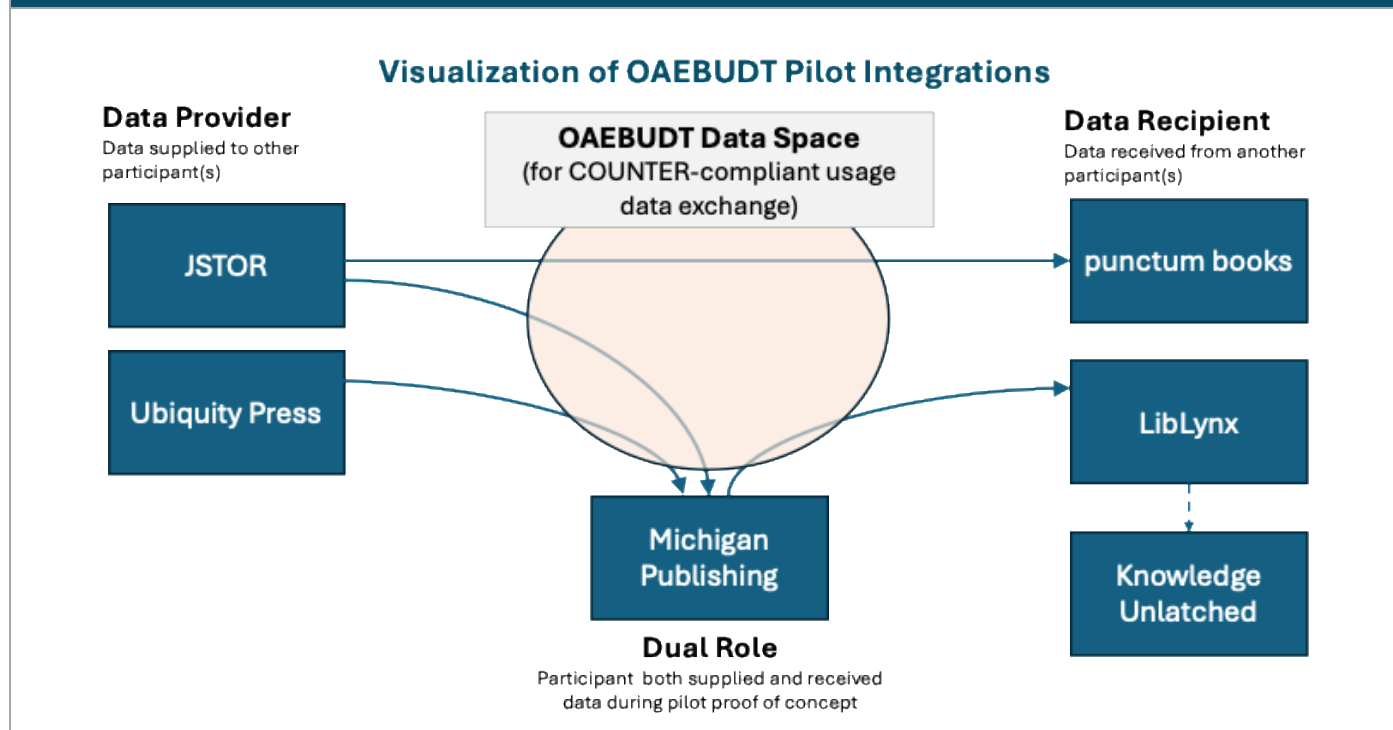 Visualization of OAEBUDT Pilot Integrations
Data Provider
Data supplied to other
participant(s)
OAEBUDT Data Space
(for COUNTER-compliant usage
data exchange)
Data Recipient
Data received from another
participant(s)
JSTOR
punctum books
Ubiquity Press
LibLynx
Michigan
Publishing
Knowledge
Unlatched
Dual Role
Participant both supplied and received
data during pilot proof of concept